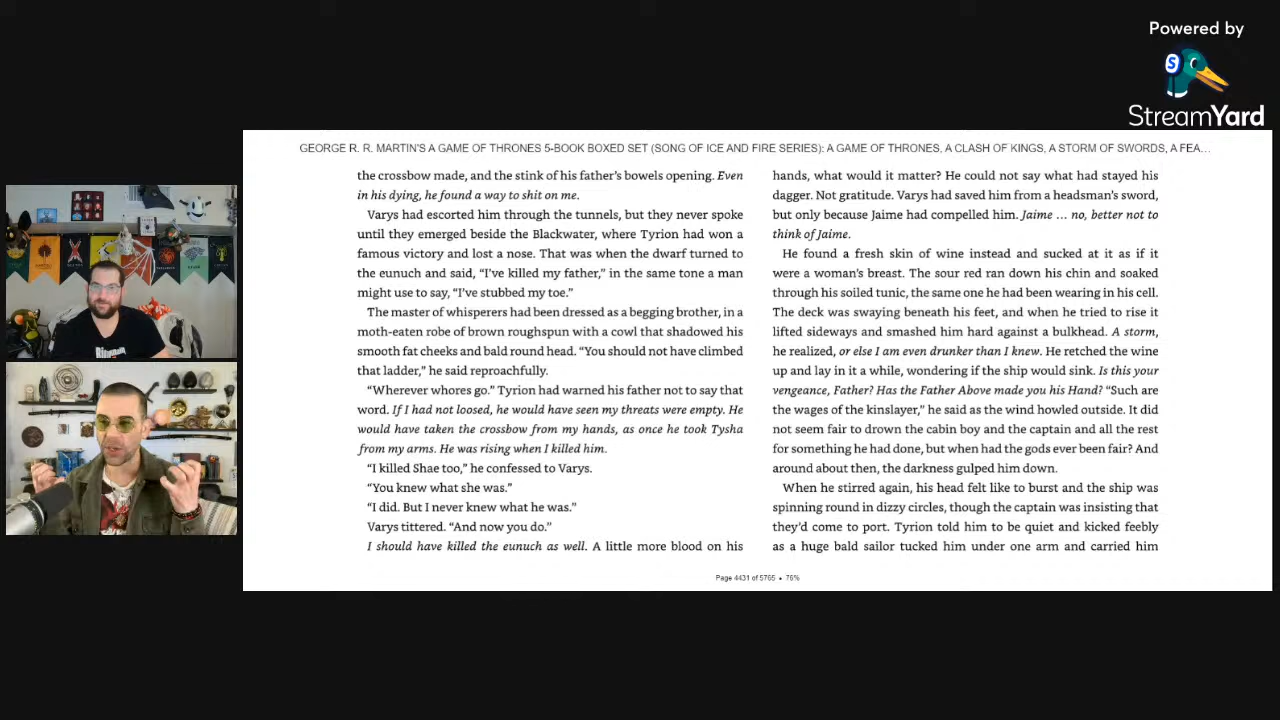 Powered by
S
StreamYard
GEORGE R. R. MARTIN'S A GAME OF THRONES 5-BOOK BOXED SET (SONG OF ICE AND FIRE SERIES): A GAME OF THRONES, A CLASH OF KINGS, A STORM OF SWORDS, A FEA...
the crossbow made, and the stink of his father’s bowels opening. Even
in his dying, he found a way to shit on me.
Varys had escorted him through the tunnels, but they never spoke
until they emerged beside the Blackwater, where Tyrion had won a
famous victory and lost a nose. That was when the dwarf turned to
the eunuch and said, “I’ve killed my father,” in the same tone a man
might use to say, “I’ve stubbed my toe.”
The master of whisperers had been dressed as a begging brother, in a
moth-eaten robe of brown roughspun with a cowl that shadowed his
smooth fat cheeks and bald round head. “You should not have climbed
that ladder,” he said reproachfully.
“Wherever whores go.” Tyrion had warned his father not to say that
word. If I had not loosed, he would have seen my threats were empty. He
would have taken the crossbow from my hands, as once he took Tysha
from my arms. He was rising when I killed him.
“I killed Shae too,” he confessed to Varys.
“You knew what she was.”
“I did. But I never knew what he was.”
Varys tittered. “And now you do.”
I should have killed the eunuch as well. A little more blood on his
hands, what would it matter? He could not say what had stayed his
dagger. Not gratitude. Varys had saved him from a headsman’s sword,
but only because Jaime had compelled him. Jaime … no, better not to
think of Jaime.
He found a fresh skin of wine instead and sucked at it as if it
were a woman’s breast. The sour red ran down his chin and soaked
through his soiled tunic, the same one he had been wearing in his cell.
The deck was swaying beneath his feet, and when he tried to rise it
lifted sideways and smashed him hard against a bulkhead. A storm,
he realized, or else I am even drunker than I knew. He retched the wine
up and lay in it a while, wondering if the ship would sink. Is this your
vengeance, Father? Has the Father Above made you his Hand? “Such are
the wages of the kinslayer,” he said as the wind howled outside. It did
not seem fair to drown the cabin boy and the captain and all the rest
for something he had done, but when had the gods ever been fair? And
around about then, the darkness gulped him down.
When he stirred again, his head felt like to burst and the ship was
spinning round in dizzy circles, though the captain was insisting that
they’d come to port. Tyrion told him to be quiet and kicked feebly
as a huge bald sailor tucked him under one arm and carried him
Page 4431 of 5765 • 76%